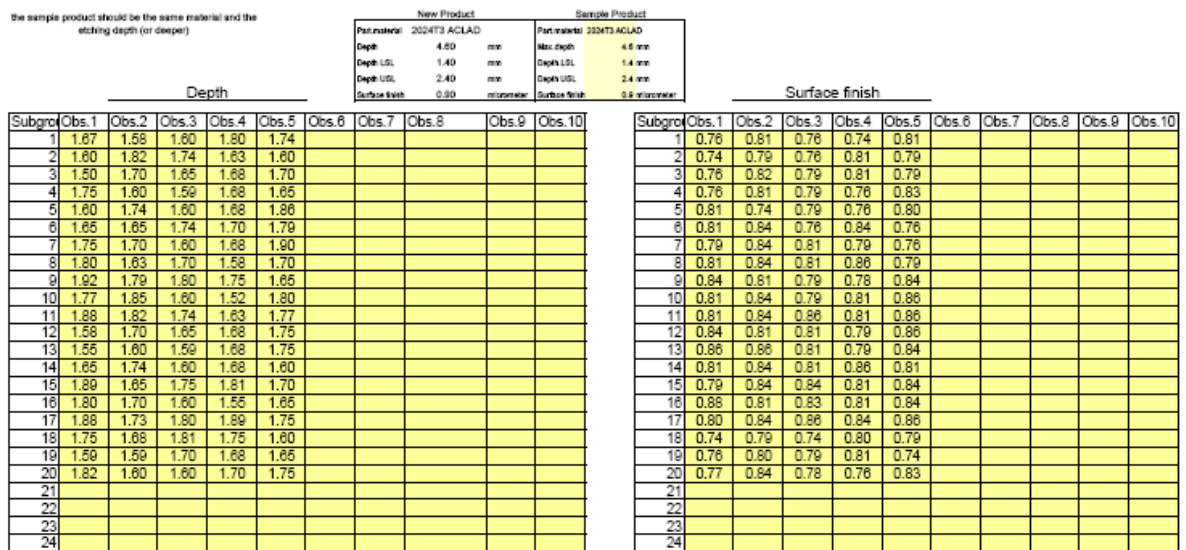 the sample product should be the same material and the
etching depth (or deeper)
New Product
Part.material 2024T3 ACLAD
Depth 4.60 mm
Depth LSL 1.40 mm
Depth USL 2.40 mm
Surface finish 0.90 micrometer
Sample Product
Part.material 2024T3 ACLAD
Max. depth 4.6 mm
Depth LSL 1.4 mm
Depth USL 2.4 mm
Surface finish 0.9 micrometer
Depth
Subgrou Obs.1 Obs.2 Obs.3 Obs.4 Obs.5 Obs.6 Obs.7 Obs.8 Obs.9 Obs.10
1 1.67 1.58 1.60 1.80 1.74
2 1.60 1.82 1.74 1.63 1.60
3 1.50 1.70 1.65 1.68 1.70
4 1.75 1.60 1.59 1.68 1.65
5 1.60 1.74 1.60 1.68 1.86
6 1.65 1.65 1.74 1.70 1.79
7 1.75 1.70 1.60 1.68 1.90
8 1.80 1.63 1.70 1.58 1.70
9 1.92 1.79 1.80 1.75 1.65
10 1.77 1.85 1.60 1.52 1.80
11 1.88 1.82 1.74 1.63 1.77
12 1.58 1.70 1.65 1.68 1.75
13 1.55 1.60 1.59 1.68 1.75
14 1.65 1.74 1.60 1.68 1.60
15 1.89 1.65 1.75 1.81 1.70
16 1.80 1.70 1.60 1.55 1.65
17 1.88 1.73 1.80 1.89 1.75
18 1.75 1.68 1.81 1.75 1.60
19 1.59 1.59 1.70 1.68 1.65
20 1.82 1.60 1.60 1.70 1.75
21
22
23
24
Surface finish
Subgrou Obs.1 Obs.2 Obs.3 Obs.4 Obs.5 Obs.6 Obs.7 Obs.8 Obs.9 Obs.10
1 0.76 0.81 0.76 0.74 0.81
2 0.74 0.79 0.76 0.81 0.79
3 0.76 0.82 0.79 0.81 0.79
4 0.76 0.81 0.79 0.76 0.83
5 0.81 0.74 0.79 0.76 0.80
6 0.81 0.84 0.76 0.84 0.76
7 0.79 0.84 0.81 0.79 0.76
8 0.81 0.84 0.81 0.86 0.79
9 0.84 0.81 0.79 0.78 0.84
10 0.81 0.84 0.79 0.81 0.86
11 0.81 0.84 0.86 0.81 0.86
12 0.84 0.81 0.81 0.79 0.86
13 0.86 0.86 0.81 0.79 0.84
14 0.81 0.84 0.81 0.86 0.81
15 0.79 0.84 0.84 0.81 0.84
16 0.88 0.81 0.83 0.81 0.84
17 0.80 0.84 0.86 0.84 0.86
18 0.74 0.79 0.74 0.80 0.79
19 0.76 0.80 0.79 0.81 0.74
20 0.77 0.84 0.78 0.76 0.83
21
22
23
24